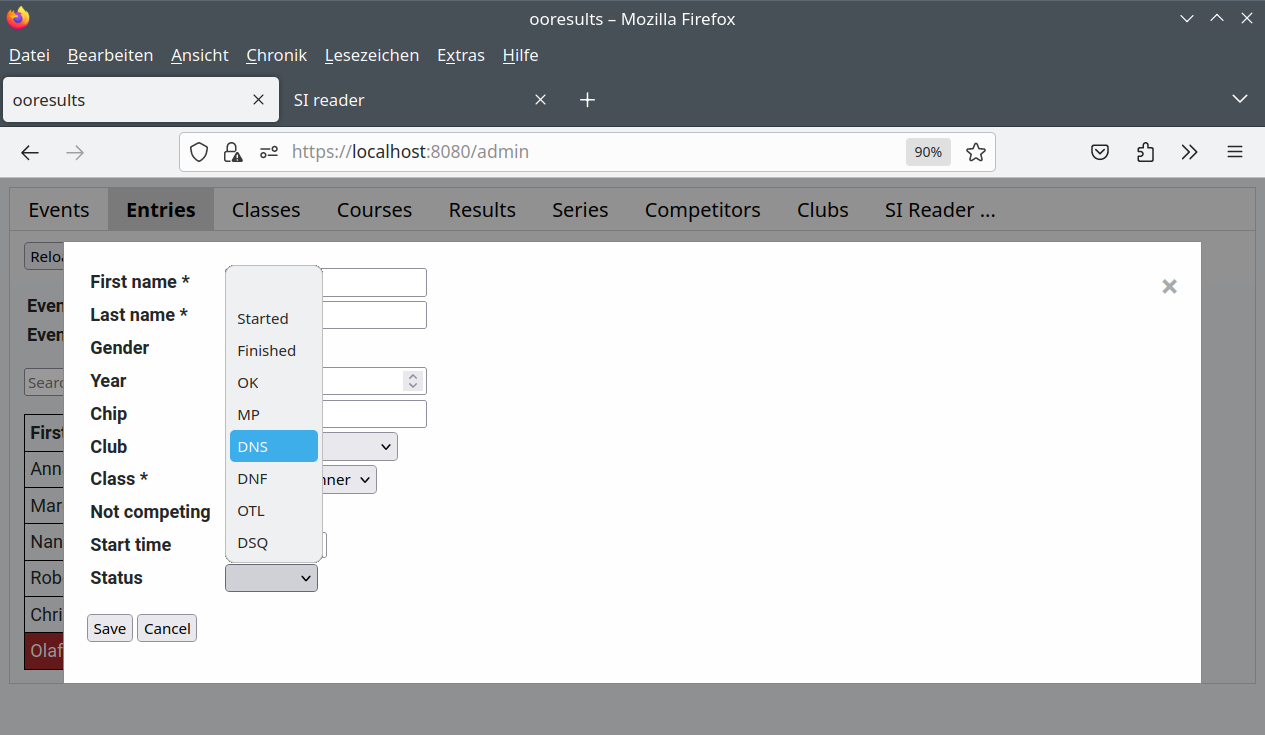 ooresults – Mozilla Firefox
Datei Bearbeiten Ansicht Chronik Lesezeichen Extras Hilfe
ooresults SI reader
https://localhost:8080/admin 90%
Events Entries Classes Courses Results Series Competitors Clubs SI Reader ...
Reloa
First name *
Even
Last name *
Started
Even
Gender
Finished
Year
OK
Searc
Chip
MP
First
Club
DNS
Ann
Class *
DNF
nner
Mar
Not competing
OTL
Nan
Start time
DSQ
Rob
Status
Chri
Save Cancel
Olaf